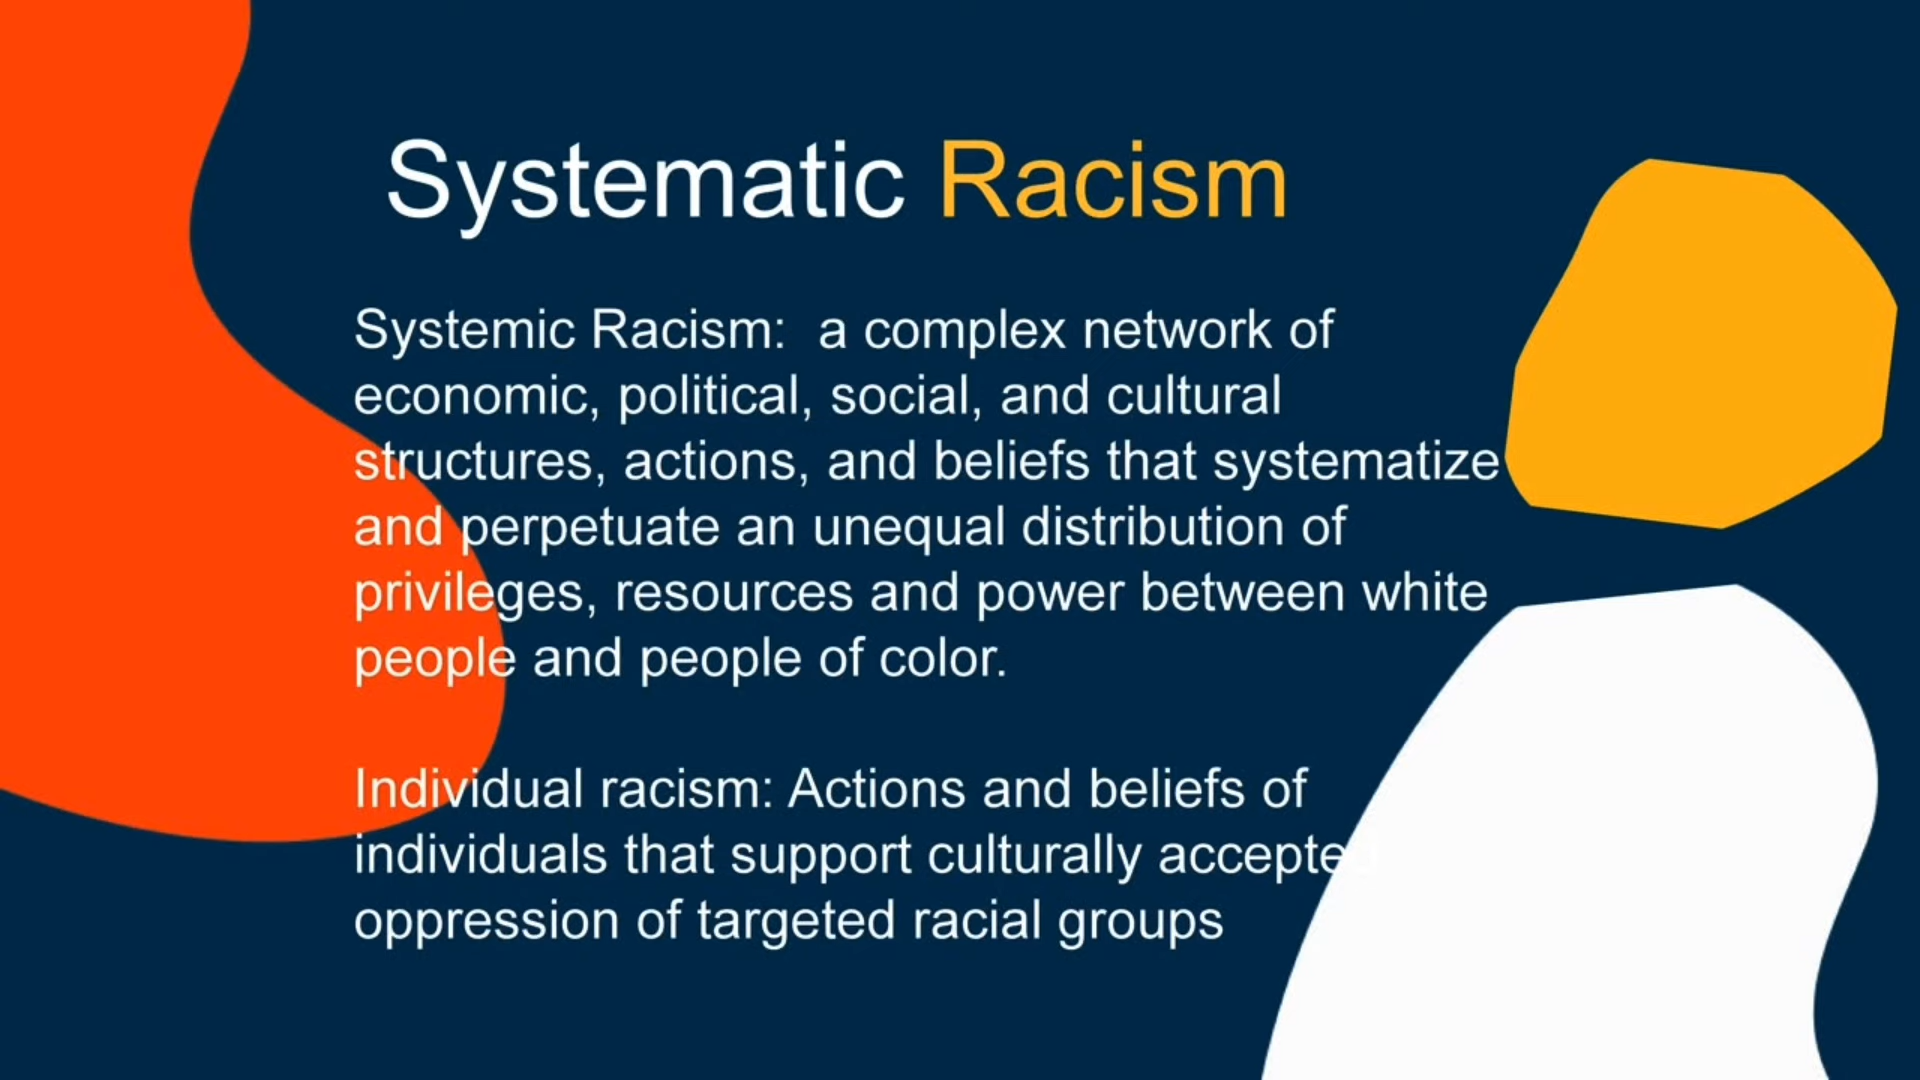 Systematic Racism
Systemic Racism: a complex network of
economic, political, social, and cultural
structures, actions, and beliefs that systematize
and perpetuate an unequal distribution of
privileges, resources and power between white
people and people of color.
Individual racism: Actions and beliefs of
individuals that support culturally accepted
oppression of targeted racial groups